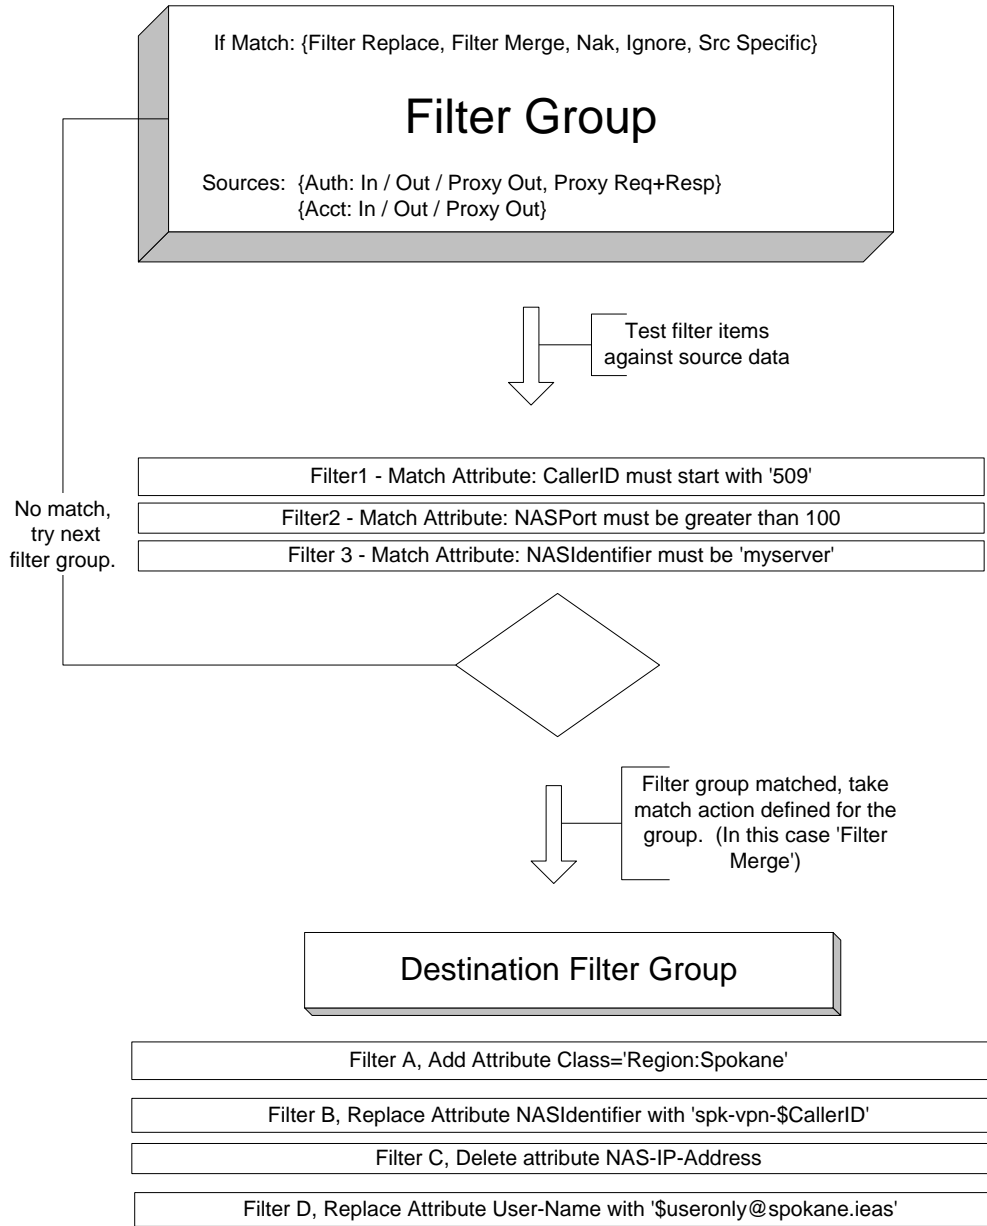 If Match: {Filter Replace, Filter Merge, Nak, Ignore, Src Specific}
Filter Group
Sources: {Auth: In / Out / Proxy Out, Proxy Req+Resp}
{Acct: In / Out / Proxy Out}
Test filter items
against source data
Filter1 - Match Attribute: CallerID must start with '509'
Filter2 - Match Attribute: NASPort must be greater than 100
Filter 3 - Match Attribute: NASIdentifier must be 'myserver'
No match,
try next
filter group.
Filter group matched, take
match action defined for the
group. (In this case 'Filter
Merge')
Destination Filter Group
Filter A, Add Attribute Class='Region:Spokane'
Filter B, Replace Attribute NASIdentifier with 'spk-vpn-$CallerID'
Filter C, Delete attribute NAS-IP-Address
Filter D, Replace Attribute User-Name with '$useronly@spokane.ieas'